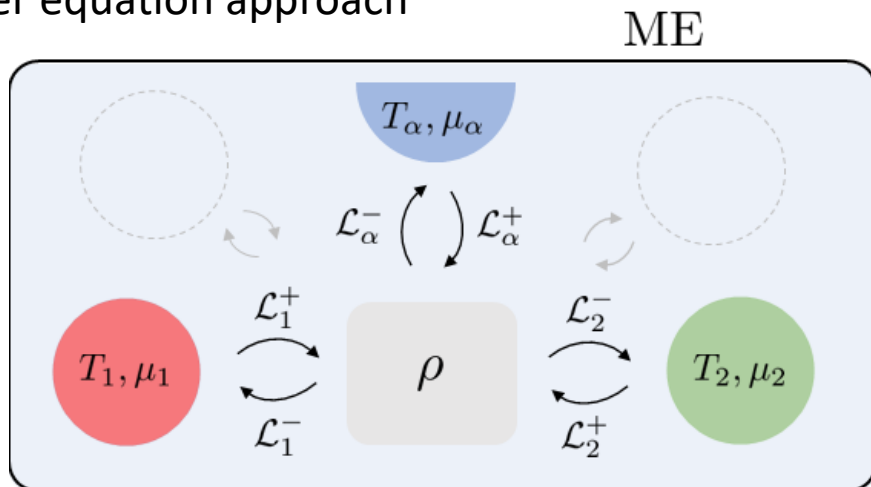 er equation approach
ME
T_α, μ_α
ℒ_α^- ℒ_α^+
ℒ_1^+ ℒ_2^-
T_1, μ_1 ρ T_2, μ_2
ℒ_1^- ℒ_2^+